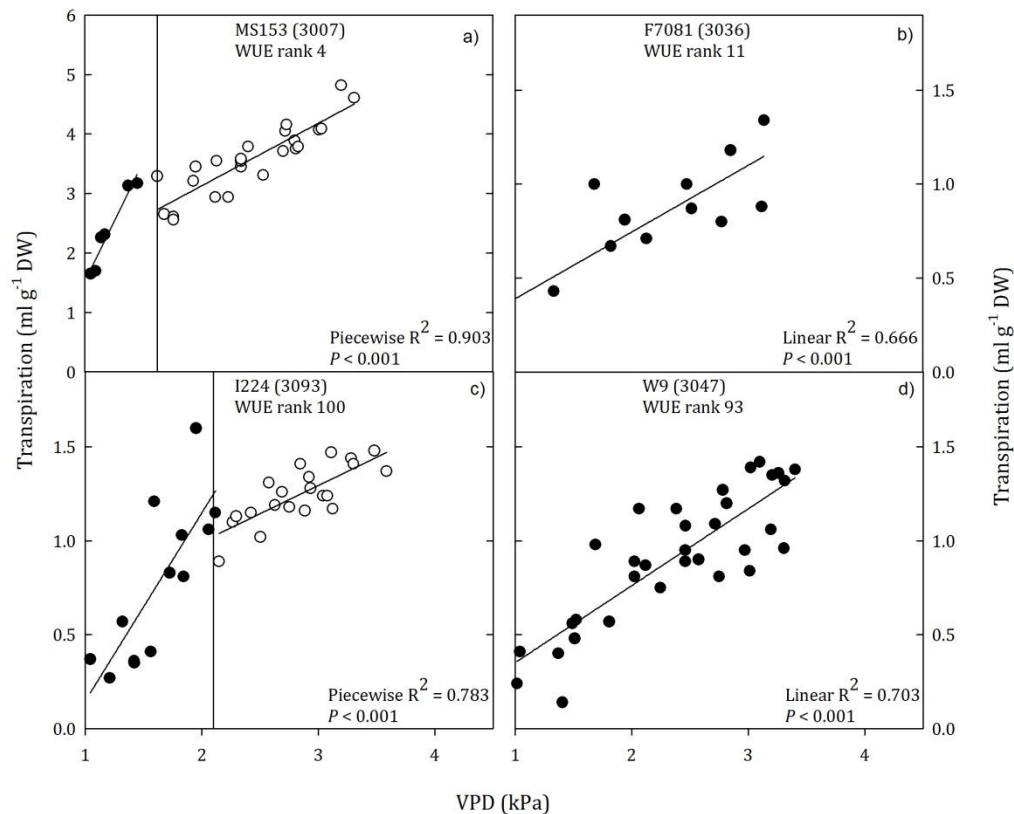 MS153 (3007)
WUE rank 4
a)
6
5
4
3
2
1
0
Piecewise R² = 0.903
P < 0.001
F7081 (3036)
WUE rank 11
b)
1.5
1.0
0.5
0.0
Linear R² = 0.666
P < 0.001
I224 (3093)
WUE rank 100
c)
1.5
1.0
0.5
0.0
Piecewise R² = 0.783
P < 0.001
1
2
3
4
W9 (3047)
WUE rank 93
d)
1.5
1.0
0.5
0.0
Linear R² = 0.703
P < 0.001
1
2
3
4
Transpiration (ml g⁻¹ DW)
Transpiration (ml g⁻¹ DW)
VPD (kPa)